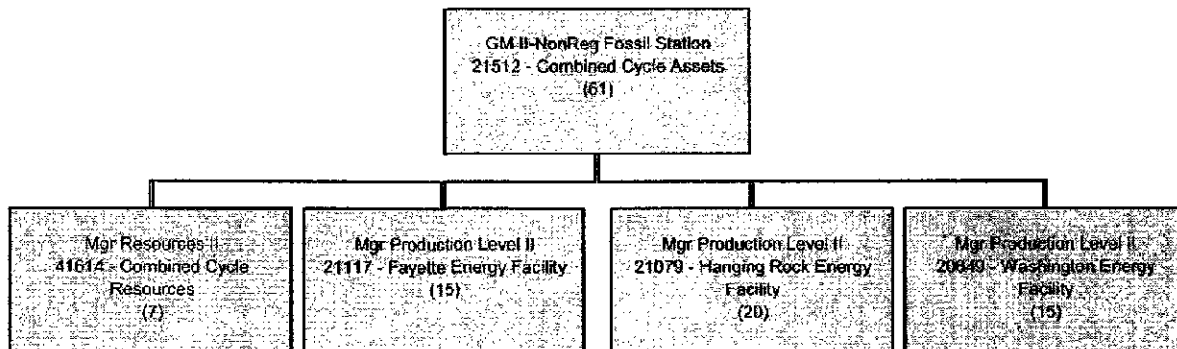 GM II-NonReg Fossil Station
21512 - Combined Cycle Assets
(61)
Mgr Resources II
41614 - Combined Cycle
Resources
(7)
Mgr Production Level II
21117 - Fayette Energy Facility
(15)
Mgr Production Level II
21079 - Hanging Rock Energy
Facility
(20)
Mgr Production Level II
20849 - Washington Energy
Facility
(15)